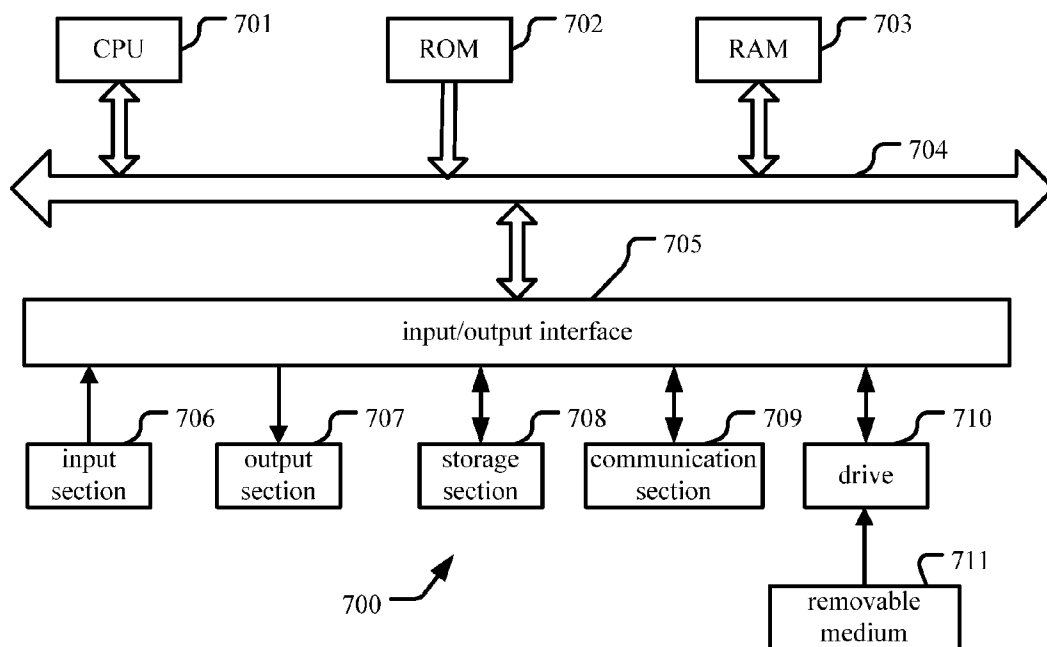 701
702
703
CPU
ROM
RAM
704
705
input/output interface
706
707
708
709
710
input
section
output
section
storage
section
communication
section
drive
700
711
removable
medium